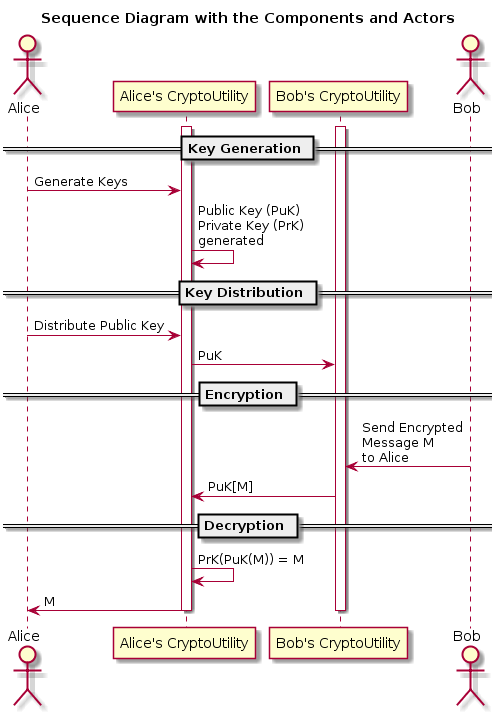 Sequence Diagram with the Components and Actors
Alice
Alice's CryptoUtility
Bob's CryptoUtility
Bob
Key Generation
Generate Keys
Public Key (PuK)
Private Key (PrK)
generated
Key Distribution
Distribute Public Key
PuK
Encryption
Send Encrypted
Message M
to Alice
PuK[M]
Decryption
PrK(PuK(M)) = M
M
Alice
Alice's CryptoUtility
Bob's CryptoUtility
Bob